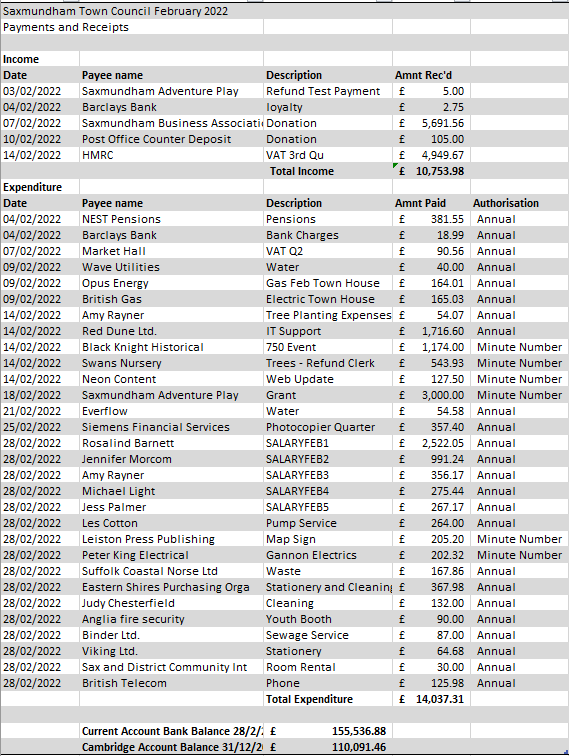 Saxmundham Town Council February 2022
Payments and Receipts
Income
Date Payee name Description Amnt Rec'd
03/02/2022 Saxmundham Adventure Play Refund Test Payment £ 5.00
04/02/2022 Barclays Bank loyalty £ 2.75
07/02/2022 Saxmundham Business Associati Donation £ 5,691.56
10/02/2022 Post Office Counter Deposit Donation £ 105.00
14/02/2022 HMRC VAT 3rd Qu £ 4,949.67
Total Income £ 10,753.98
Expenditure
Date Payee name Description Amnt Paid Authorisation
04/02/2022 NEST Pensions Pensions £ 381.55 Annual
04/02/2022 Barclays Bank Bank Charges £ 18.99 Annual
07/02/2022 Market Hall VAT Q2 £ 90.56 Annual
09/02/2022 Wave Utilities Water £ 40.00 Annual
09/02/2022 Opus Energy Gas Feb Town House £ 164.01 Annual
09/02/2022 British Gas Electric Town House £ 165.03 Annual
14/02/2022 Amy Rayner Tree Planting Expenses £ 54.07 Annual
14/02/2022 Red Dune Ltd. IT Support £ 1,716.60 Annual
14/02/2022 Black Knight Historical 750 Event £ 1,174.00 Minute Number
14/02/2022 Swans Nursery Trees - Refund Clerk £ 543.93 Minute Number
14/02/2022 Neon Content Web Update £ 127.50 Minute Number
18/02/2022 Saxmundham Adventure Play Grant £ 3,000.00 Minute Number
21/02/2022 Everflow Water £ 54.58 Annual
25/02/2022 Siemens Financial Services Photocopier Quarter £ 357.40 Annual
28/02/2022 Rosalind Barnett SALARYFEB1 £ 2,522.05 Annual
28/02/2022 Jennifer Morcom SALARYFEB2 £ 991.24 Annual
28/02/2022 Amy Rayner SALARYFEB3 £ 356.17 Annual
28/02/2022 Michael Light SALARYFEB4 £ 275.44 Annual
28/02/2022 Jess Palmer SALARYFEB5 £ 267.17 Annual
28/02/2022 Les Cotton Pump Service £ 264.00 Annual
28/02/2022 Leiston Press Publishing Map Sign £ 205.20 Minute Number
28/02/2022 Peter King Electrical Gannon Electrics £ 202.32 Minute Number
28/02/2022 Suffolk Coastal Norse Ltd Waste £ 167.86 Annual
28/02/2022 Eastern Shires Purchasing Orga Stationery and Cleaning £ 367.98 Annual
28/02/2022 Judy Chesterfield Cleaning £ 132.00 Annual
28/02/2022 Anglia fire security Youth Booth £ 90.00 Annual
28/02/2022 Binder Ltd. Sewage Service £ 87.00 Annual
28/02/2022 Viking Ltd. Stationery £ 64.68 Annual
28/02/2022 Sax and District Community Int Room Rental £ 30.00 Annual
28/02/2022 British Telecom Phone £ 125.98 Annual
Total Expenditure £ 14,037.31
Current Account Bank Balance 28/2/ £ 155,536.88
Cambridge Account Balance 31/12/2 £ 110,091.46